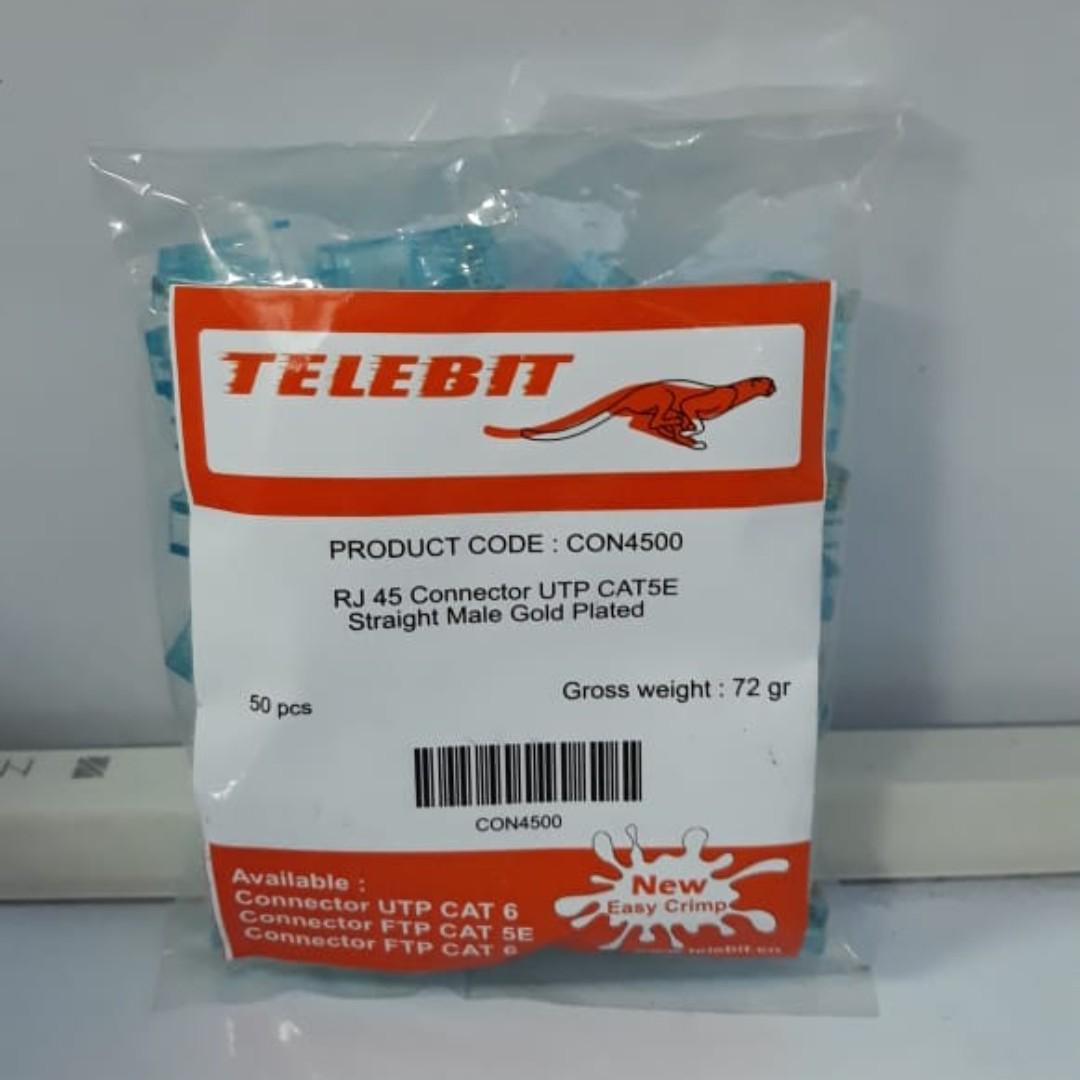 TELEBIT
PRODUCT CODE : CON4500
RJ 45 Connector UTP CAT5E
Straight Male Gold Plated
50 pcs
Gross weight : 72 gr
CON4500
Available :
Connector UTP CAT 6
Connector FTP CAT 5E
Connector FTP CAT 6
New
Easy Crimp